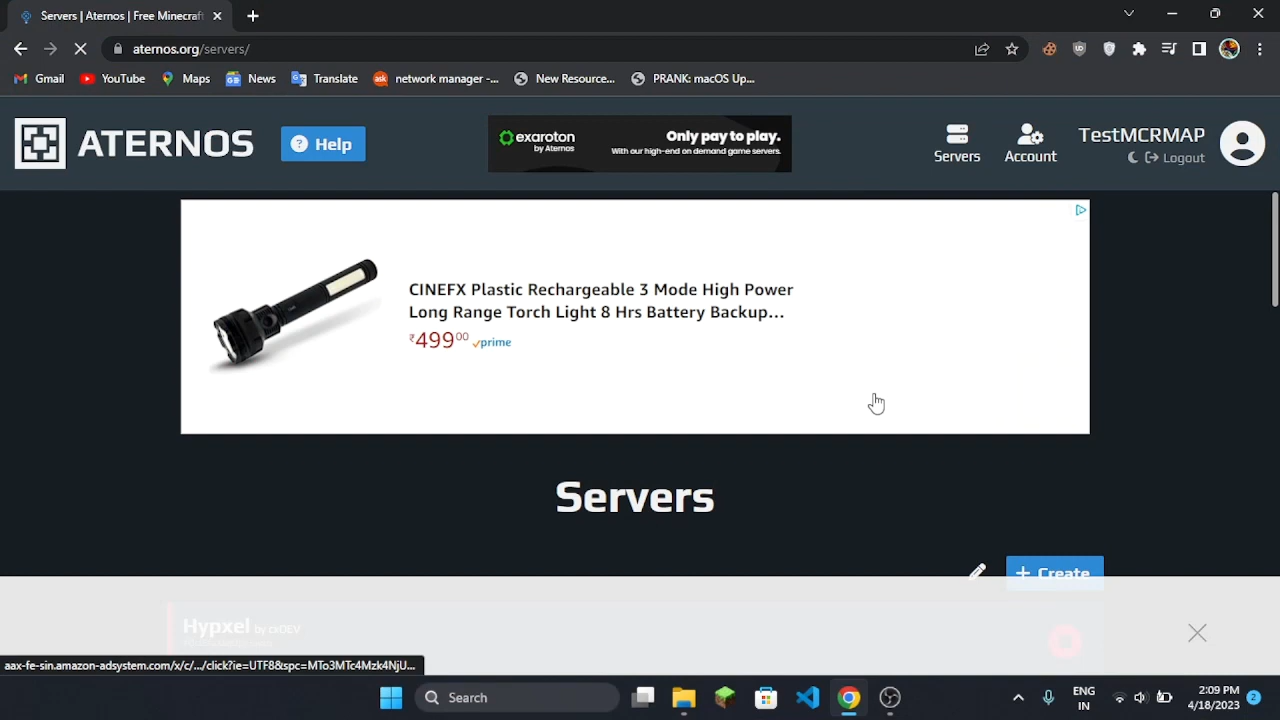 Servers | Aternos | Free Minecraft
aternos.org/servers/
Gmail YouTube Maps News Translate network manager -... New Resource... PRANK: macOS Up...
ATERNOS
Help
exaroton
by Aternos
Only pay to play.
With our high-end on demand game servers.
Servers
Account
TestMCRMAP
Logout
CINEFX Plastic Rechargeable 3 Mode High Power
Long Range Torch Light 8 Hrs Battery Backup...
₹499⁰⁰ prime
Servers
+ Create
Hypxel by
aax-fe-sin.amazon-adsystem.com/x/c/.../click?ie=UTF8&spc=MTo3MTc4Mzk4NjU...
Search
ENG
IN
2:09 PM
4/18/2023
2